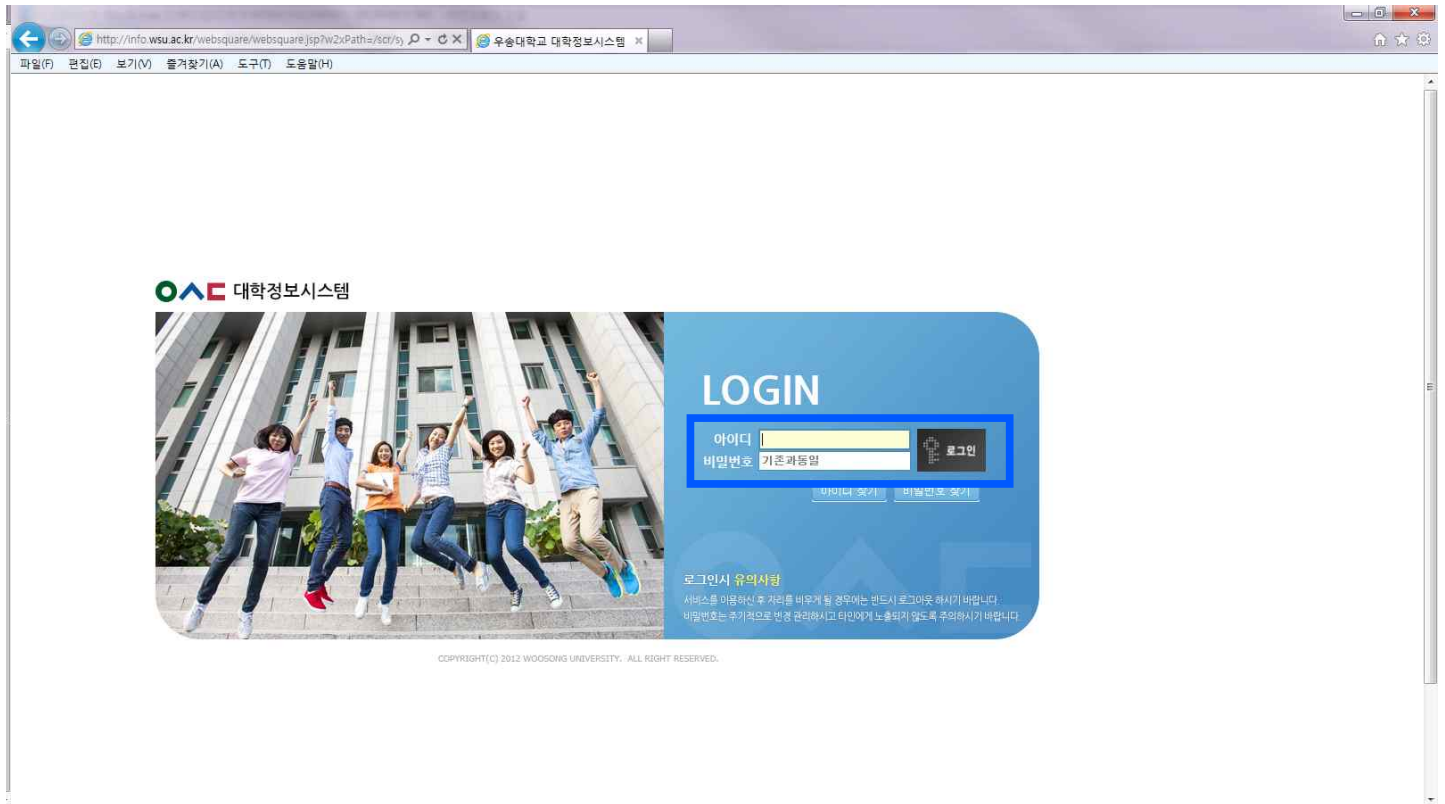 http://info.wsu.ac.kr/websquare/websquare.jsp?w2xPath=/scr/sy
우송대학교 대학정보시스템
파일(F) 편집(E) 보기(V) 즐겨찾기(A) 도구(T) 도움말(H)
대학정보시스템
LOGIN
아이디
비밀번호 기존과동일
로그인
아이디 찾기 비밀번호 찾기
로그인시 유의사항
서비스를 이용하신 후 자리를 비우게 될 경우에는 반드시 로그아웃 하시기 바랍니다.
비밀번호는 주기적으로 변경 관리하시고 타인에게 노출되지 않도록 주의하시기 바랍니다.
COPYRIGHT(C) 2012 WOOSONG UNIVERSITY. ALL RIGHT RESERVED.